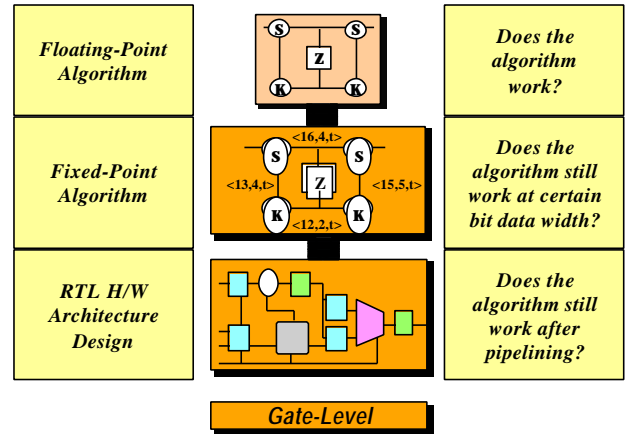 Floating-Point
Algorithm
S S
Z
K K
Does the
algorithm
work?
Fixed-Point
Algorithm
<16,4,t>
S S
<13,4,t> Z <15,5,t>
K K
<12,2,t>
Does the
algorithm still
work at certain
bit data width?
RTL H/W
Architecture
Design
Does the
algorithm still
work after
pipelining?
Gate-Level